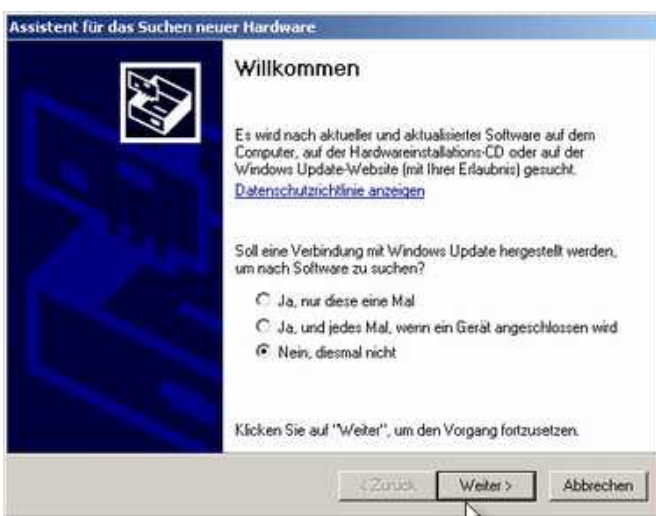 Assistent für das Suchen neuer Hardware
Willkommen
Es wird nach aktueller und aktualisierter Software auf dem
Computer, auf der Hardwareinstallations-CD oder auf der
Windows Update-Website (mit Ihrer Erlaubnis) gesucht.
Datenschutzrichtlinie anzeigen
Soll eine Verbindung mit Windows Update hergestellt werden,
um nach Software zu suchen?
Ja, nur diese eine Mal
Ja, und jedes Mal, wenn ein Gerät angeschlossen wird
Nein, diesmal nicht
Klicken Sie auf "Weiter", um den Vorgang fortzusetzen.
< Zurück Weiter > Abbrechen